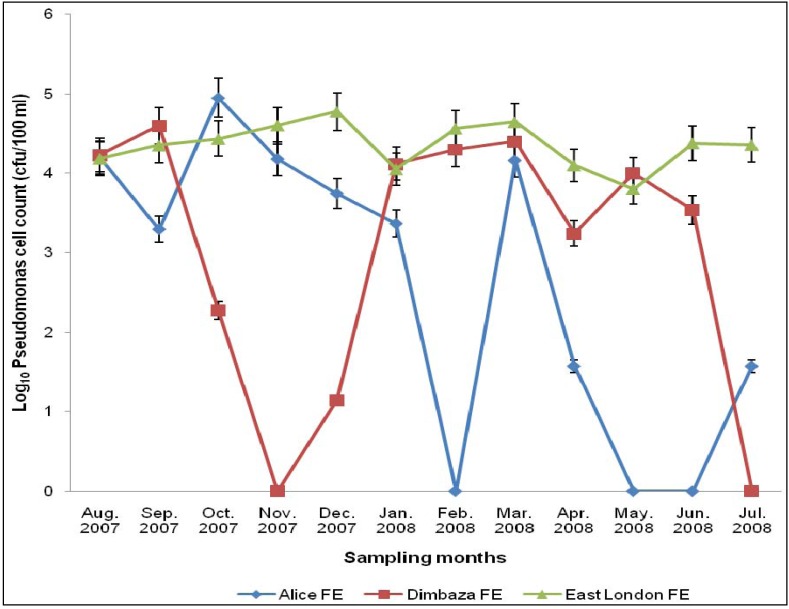 6
5
4
3
2
1
0
Log10 Pseudomonas cell count (cfu/100 ml)
Aug. Sep. Oct. Nov. Dec. Jan. Feb. Mar. Apr. May. Jun. Jul.
2007 2007 2007 2007 2007 2008 2008 2008 2008 2008 2008 2008
Sampling months
Alice FE Dimbaza FE East London FE